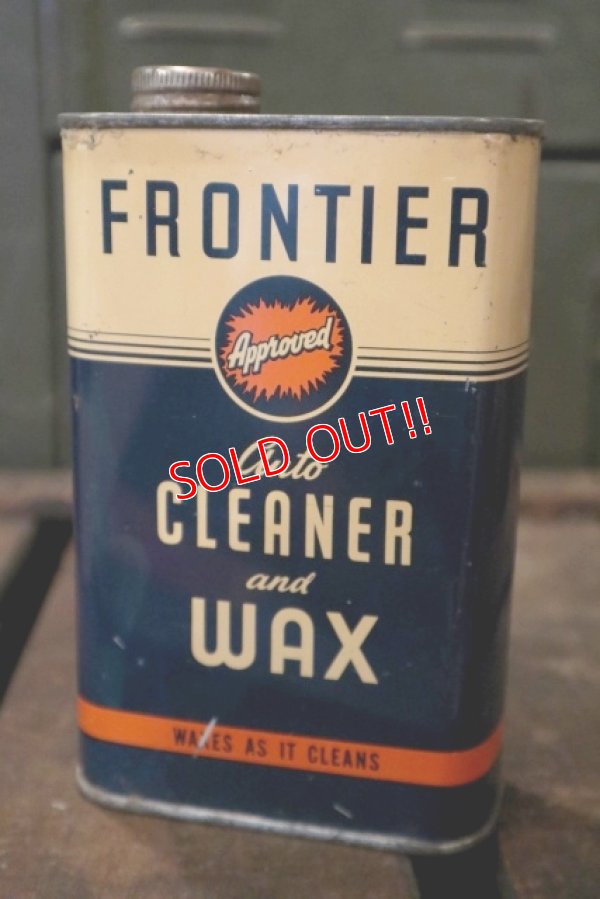 FRONTIER
Approved
SOLD OUT!!
Auto
CLEANER
and
WAX
WAXES AS IT CLEANS